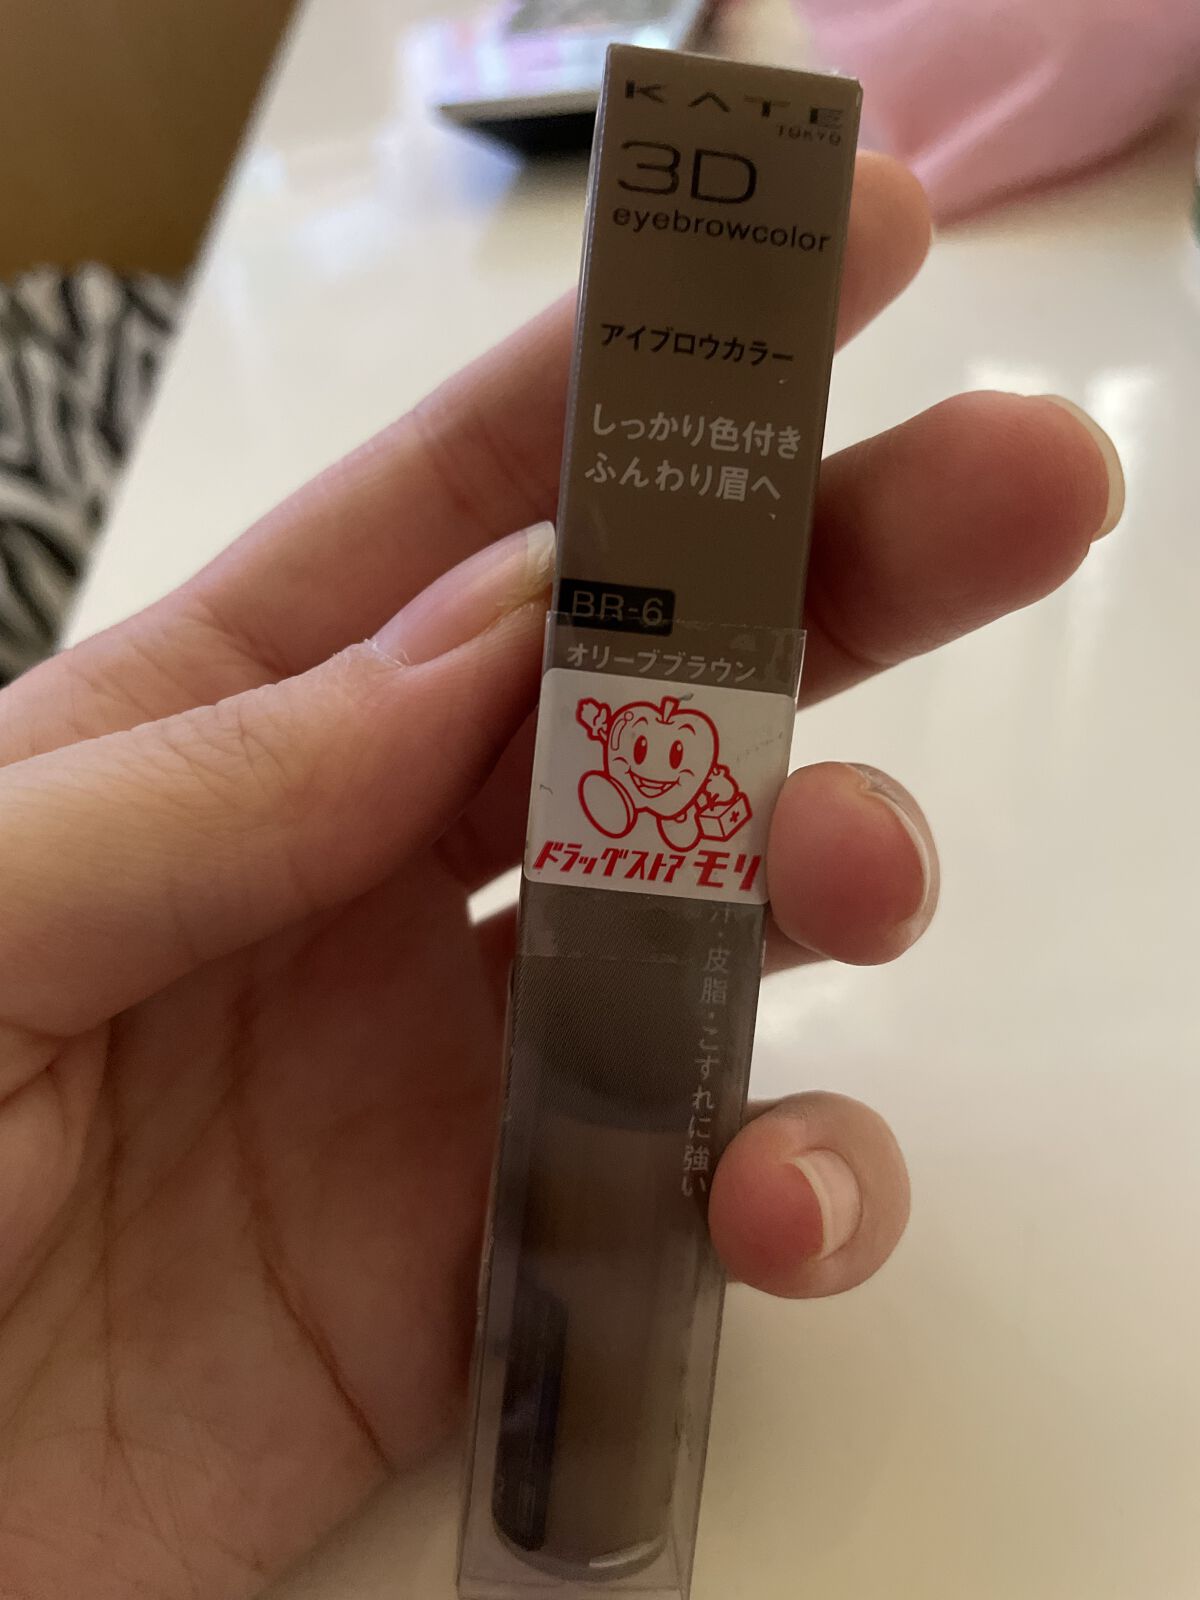 KATE
TOKYO
3D
eyebrowcolor
アイブロウカラー
しっかり色付き
ふんわり眉へ
BR-6
オリーブブラウン
ドラッグストア モリ
汗・皮脂・こすれに強い